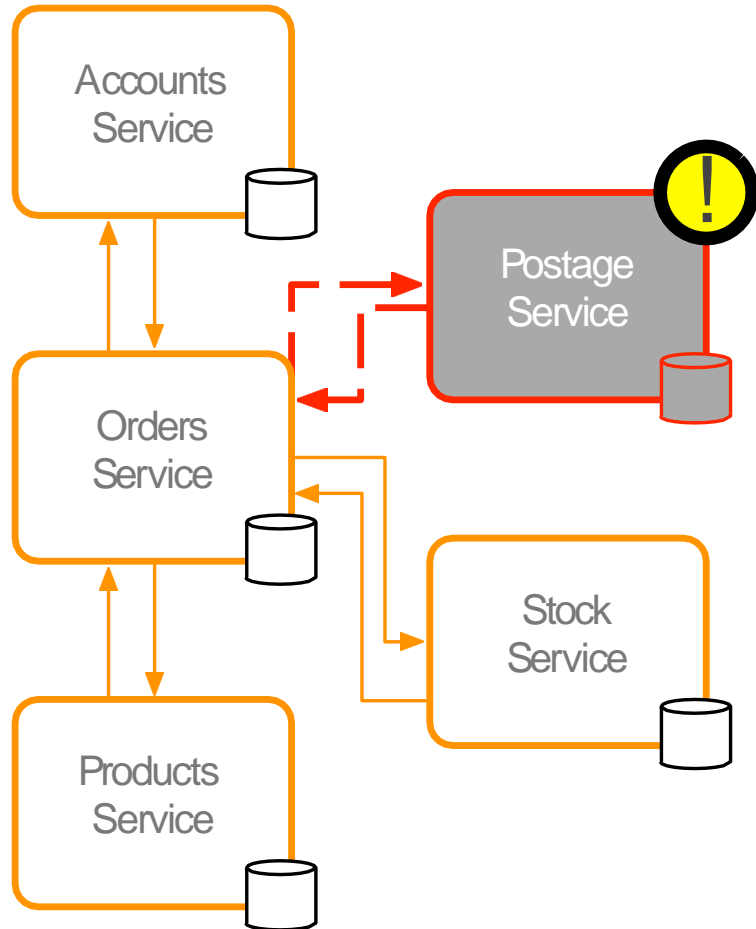 Accounts
Service
!
Postage
Service
Orders
Service
Stock
Service
Products
Service